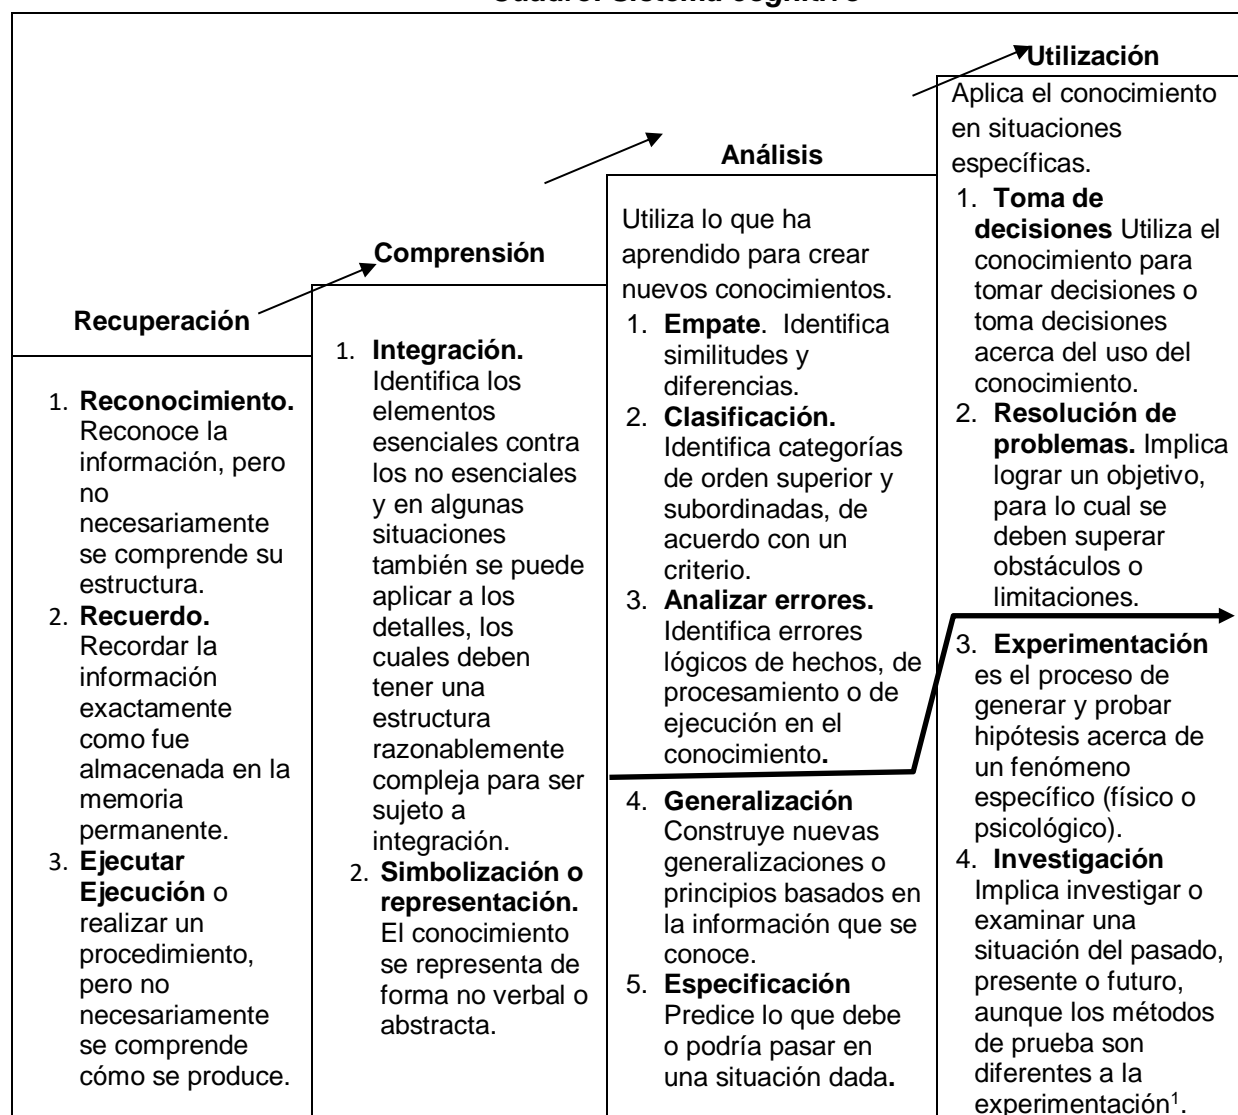 Recuperación
1. Reconocimiento.
Reconoce la
información, pero
no
necesariamente
se comprende su
estructura.
2. Recuerdo.
Recordar la
información
exactamente
como fue
almacenada en la
memoria
permanente.
3. Ejecutar
Ejecución o
realizar un
procedimiento,
pero no
necesariamente
se comprende
cómo se produce.
Comprensión
1. Integración.
Identifica los
elementos
esenciales contra
los no esenciales
y en algunas
situaciones
también se puede
aplicar a los
detalles, los
cuales deben
tener una
estructura
razonablemente
compleja para ser
sujeto a
integración.
2. Simbolización o
representación.
El conocimiento
se representa de
forma no verbal o
abstracta.
Análisis
Utiliza lo que ha
aprendido para crear
nuevos conocimientos.
1. Empate. Identifica
similitudes y
diferencias.
2. Clasificación.
Identifica categorías
de orden superior y
subordinadas, de
acuerdo con un
criterio.
3. Analizar errores.
Identifica errores
lógicos de hechos, de
procesamiento o de
ejecución en el
conocimiento.
4. Generalización
Construye nuevas
generalizaciones o
principios basados en
la información que se
conoce.
5. Especificación
Predice lo que debe
o podría pasar en
una situación dada.
Utilización
Aplica el conocimiento
en situaciones
específicas.
1. Toma de
decisiones Utiliza el
conocimiento para
tomar decisiones o
toma decisiones
acerca del uso del
conocimiento.
2. Resolución de
problemas. Implica
lograr un objetivo,
para lo cual se
deben superar
obstáculos o
limitaciones.
3. Experimentación
es el proceso de
generar y probar
hipótesis acerca de
un fenómeno
específico (físico o
psicológico).
4. Investigación
Implica investigar o
examinar una
situación del pasado,
presente o futuro,
aunque los métodos
de prueba son
diferentes a la
experimentación¹.